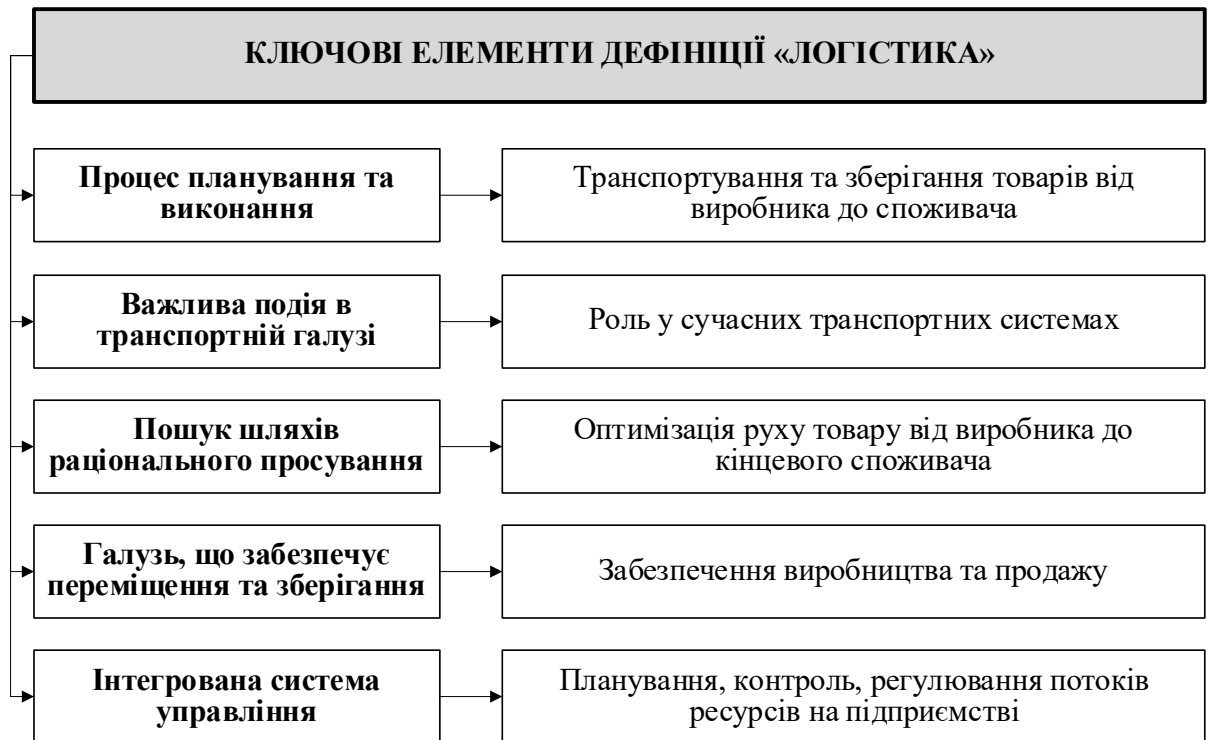 КЛЮЧОВІ ЕЛЕМЕНТИ ДЕФІНІЦІЇ «ЛОГІСТИКА»
Процес планування та
виконання
Транспортування та зберігання товарів від
виробника до споживача
Важлива подія в
транспортній галузі
Роль у сучасних транспортних системах
Пошук шляхів
раціонального просування
Оптимізація руху товару від виробника до
кінцевого споживача
Галузь, що забезпечує
переміщення та зберігання
Забезпечення виробництва та продажу
Інтегрована система
управління
Планування, контроль, регулювання потоків
ресурсів на підприємстві